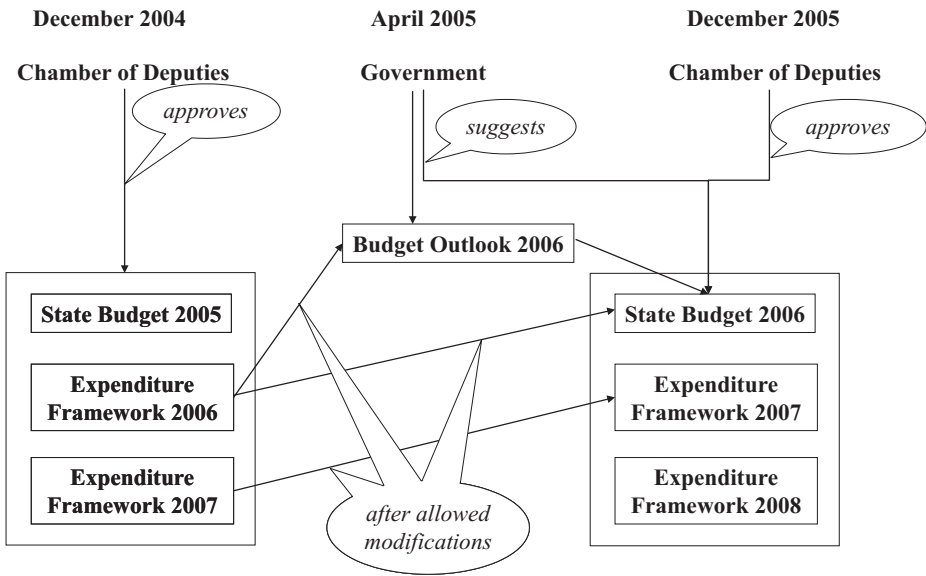 December 2004
April 2005
December 2005
Chamber of Deputies
Government
Chamber of Deputies
approves
suggests
approves
Budget Outlook 2006
State Budget 2005
State Budget 2006
Expenditure
Framework 2006
Expenditure
Framework 2007
Expenditure
Framework 2007
Expenditure
Framework 2008
after allowed
modifications